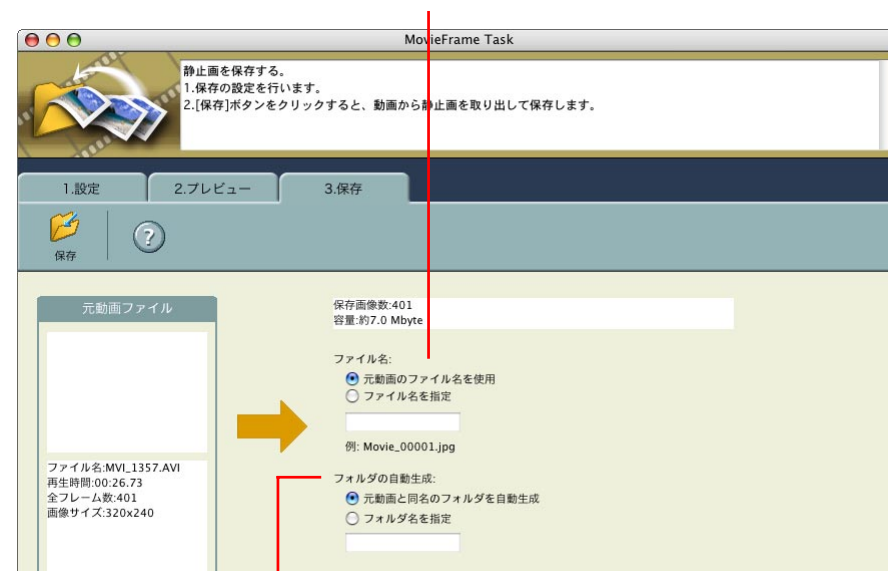 MovieFrame Task
静止画を保存する。
1.保存の設定を行います。
2.[保存]ボタンをクリックすると、動画から静止画を取り出して保存します。
1.設定
2.プレビュー
3.保存
保存
?
元動画ファイル
保存画像数:401
容量:約7.0 Mbyte
ファイル名:
元動画のファイル名を使用
ファイル名を指定
例: Movie_00001.jpg
ファイル名:MVI_1357.AVI
再生時間:00:26.73
全フレーム数:401
画像サイズ:320x240
フォルダの自動生成:
元動画と同名のフォルダを自動生成
フォルダ名を指定